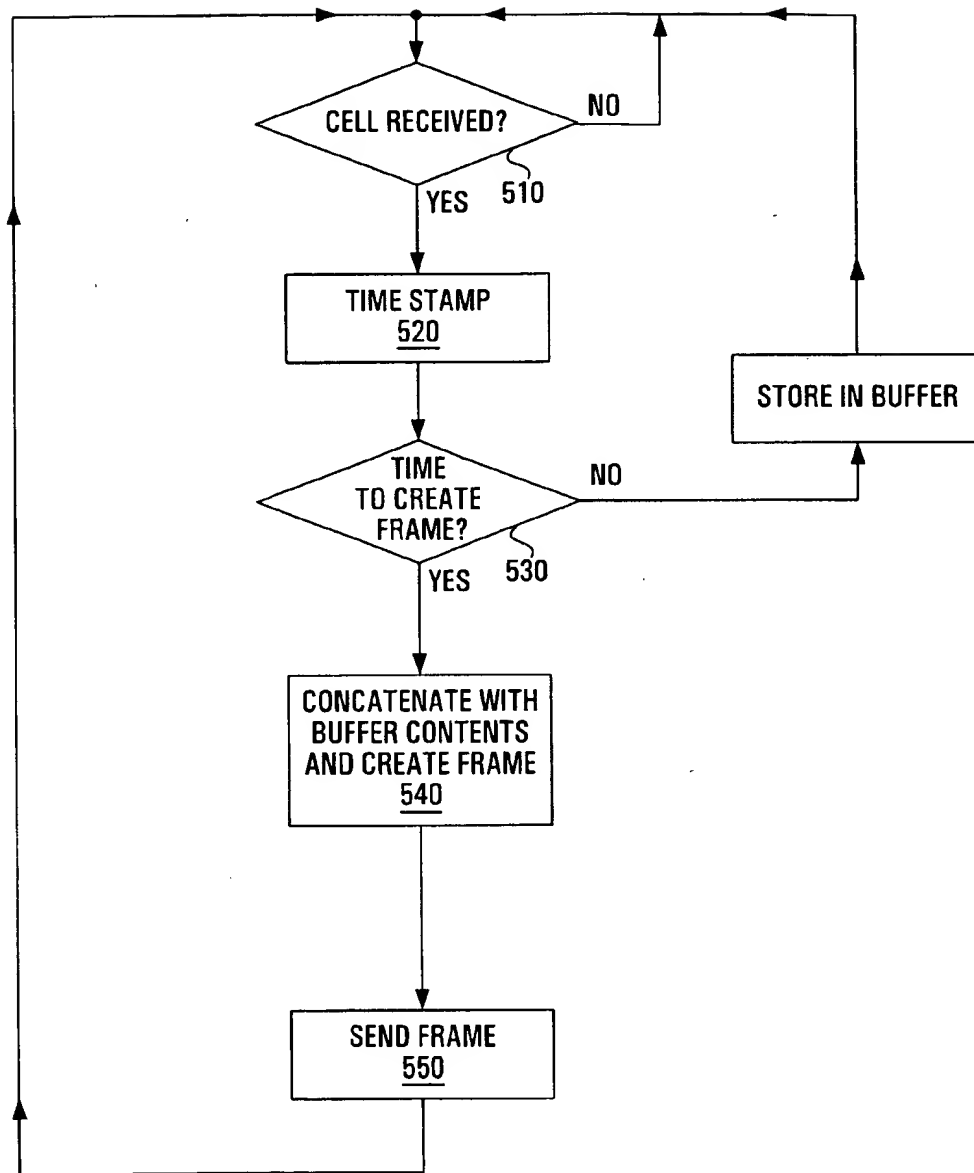 CELL RECEIVED?
NO
510
YES
TIME STAMP
520
STORE IN BUFFER
TIME
TO CREATE
FRAME?
NO
530
YES
CONCATENATE WITH
BUFFER CONTENTS
AND CREATE FRAME
540
SEND FRAME
550